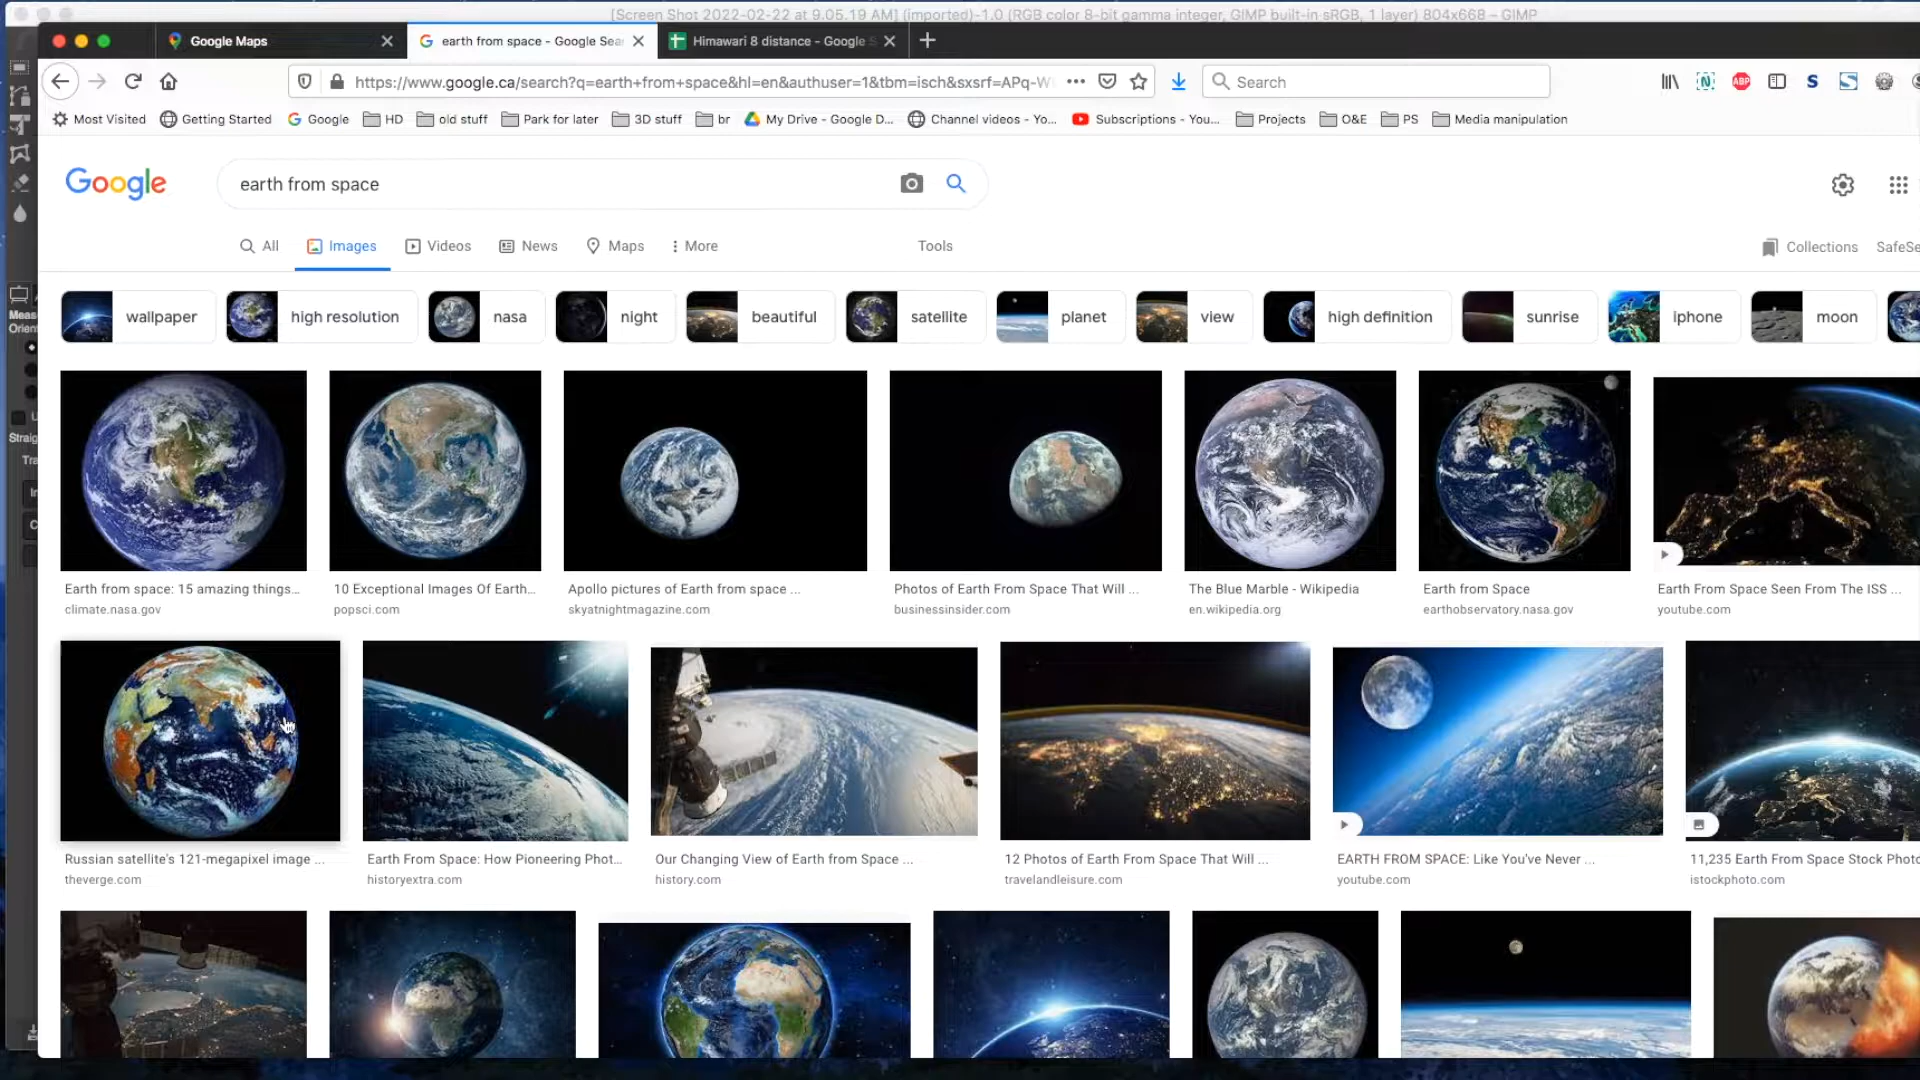 [Screen Shot 2022-02-22 at 9.05.19 AM] (imported)-1.0 (RGB color 8-bit gamma integer, GIMP built-in sRGB, 1 layer) 804x668 – GIMP
Google Maps
earth from space - Google Sea
Himawari 8 distance - Google S
https://www.google.ca/search?q=earth+from+space&hl=en&authuser=1&tbm=isch&sxsrf=APq-W
Search
Most Visited
Getting Started
Google
HD
old stuff
Park for later
3D stuff
br
My Drive - Google D...
Channel videos - Yo...
Subscriptions - You...
Projects
O&E
PS
Media manipulation
Google
earth from space
All
Images
Videos
News
Maps
More
Tools
Collections
SafeSe
wallpaper
high resolution
nasa
night
beautiful
satellite
planet
view
high definition
sunrise
iphone
moon
Earth from space: 15 amazing things...
climate.nasa.gov
10 Exceptional Images Of Earth...
popsci.com
Apollo pictures of Earth from space ...
skyatnightmagazine.com
Photos of Earth From Space That Will ...
businessinsider.com
The Blue Marble - Wikipedia
en.wikipedia.org
Earth from Space
earthobservatory.nasa.gov
Earth From Space Seen From The ISS ...
youtube.com
Russian satellite's 121-megapixel image ...
theverge.com
Earth From Space: How Pioneering Phot...
historyextra.com
Our Changing View of Earth from Space ...
history.com
12 Photos of Earth From Space That Will ...
travelandleisure.com
EARTH FROM SPACE: Like You've Never ...
youtube.com
11,235 Earth From Space Stock Photo
istockphoto.com